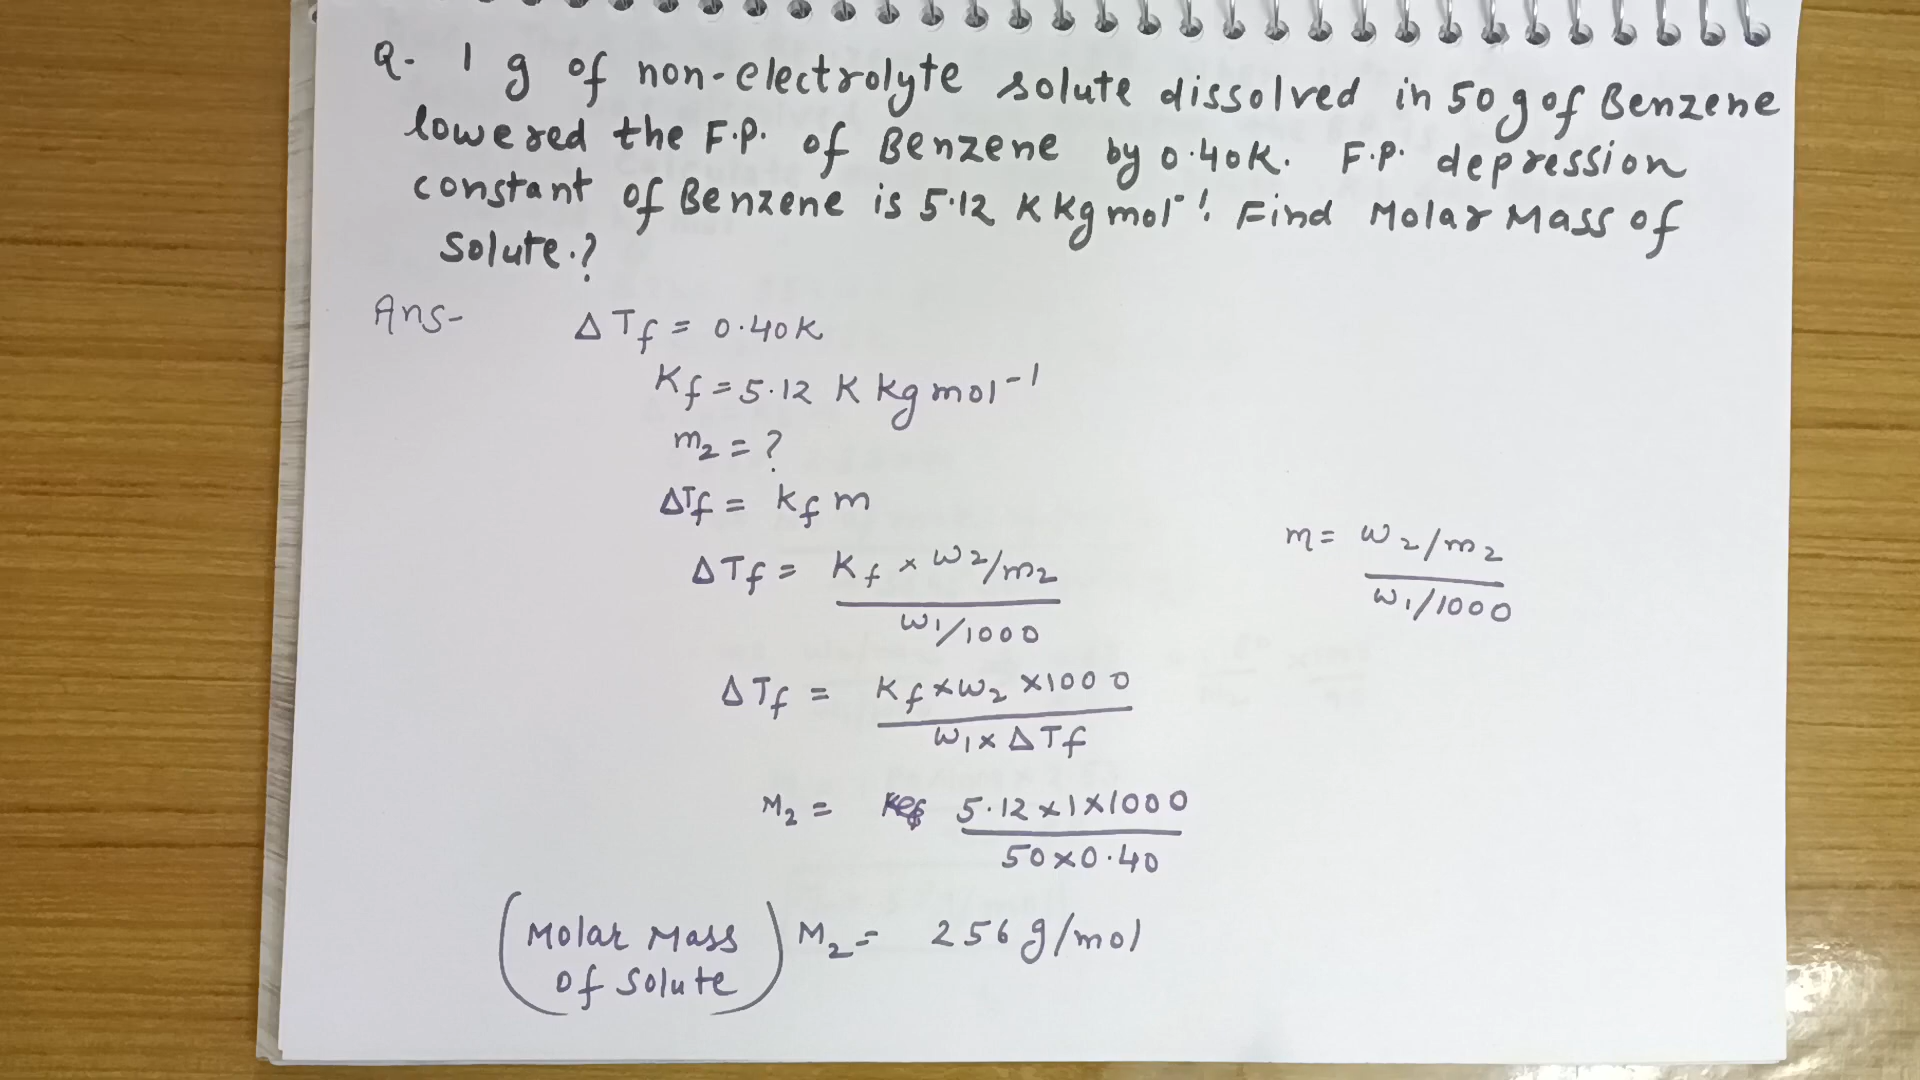 Q. 1 g of non-electrolyte solute dissolved in 50 g of Benzene
lowered the F.P. of Benzene by 0.40K. F.P. depression
constant of Benzene is 5.12 K kg mol⁻¹. Find Molar Mass of
Solute.?
Ans-
ΔTf = 0.40K
Kf = 5.12 K kg mol⁻¹
m₂ = ?
ΔTf = kf m
ΔTf = Kf × w₂/m₂
w₁/1000
m = w₂/m₂
w₁/1000
ΔTf = Kf × w₂ × 1000
w₁ × ΔTf
M₂ = 5.12 × 1 × 1000
50 × 0.40
(Molar Mass of Solute) M₂ = 256 g/mol